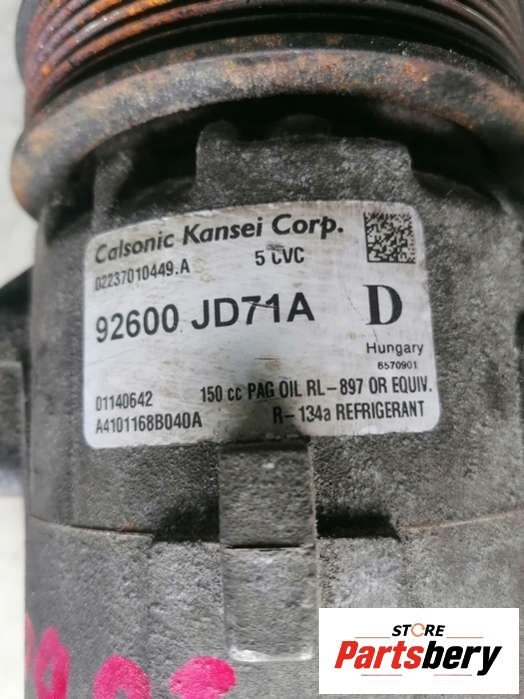 Calsonic Kansei Corp.
02237010449.A 5 CVC
92600 JD71A D
Hungary
6570901
01140642 150 cc PAG OIL RL-897 OR EQUIV.
A4101168B040A R-134a REFRIGERANT
STORE
Partsbery